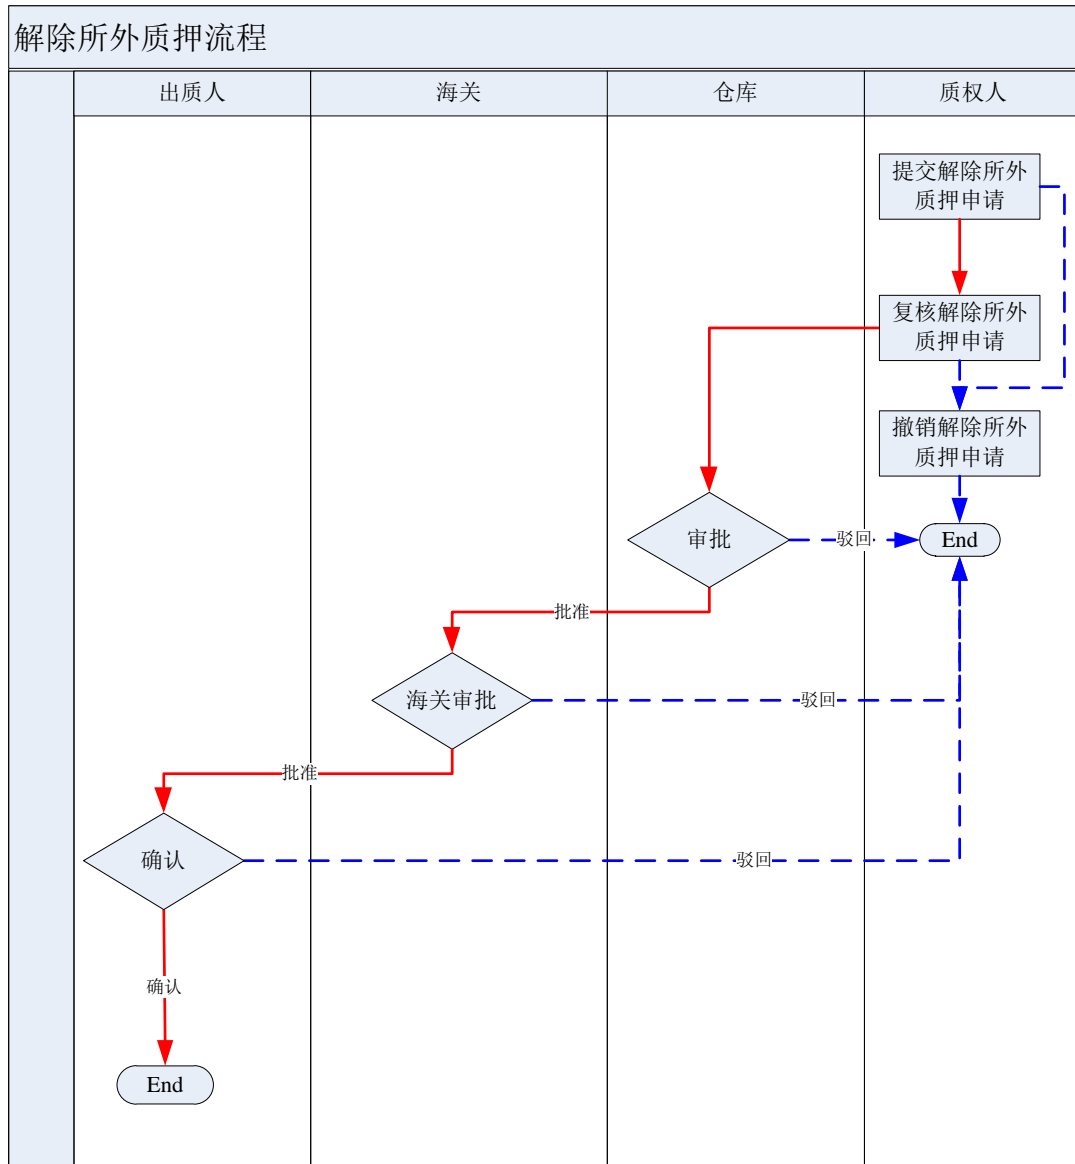 解除所外质押流程
出质人
海关
仓库
质权人
提交解除所外
质押申请
复核解除所外
质押申请
撤销解除所外
质押申请
审批
驳回
End
批准
海关审批
驳回
批准
确认
驳回
确认
End